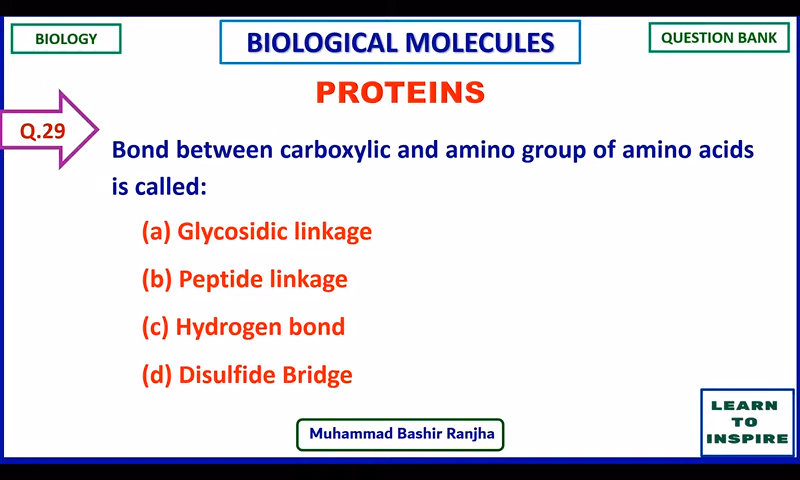 BIOLOGY
BIOLOGICAL MOLECULES
QUESTION BANK
PROTEINS
Q.29
Bond between carboxylic and amino group of amino acids
is called:
(a) Glycosidic linkage
(b) Peptide linkage
(c) Hydrogen bond
(d) Disulfide Bridge
Muhammad Bashir Ranjha
LEARN
TO
INSPIRE